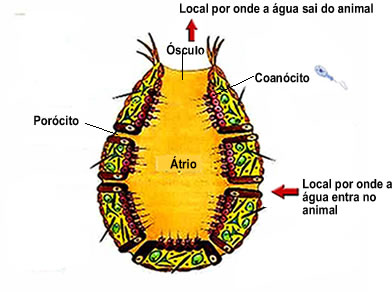 Local por onde a água sai do animal
Ósculo
Coanócito
Porócito
Átrio
Local por onde a
água entra no
animal